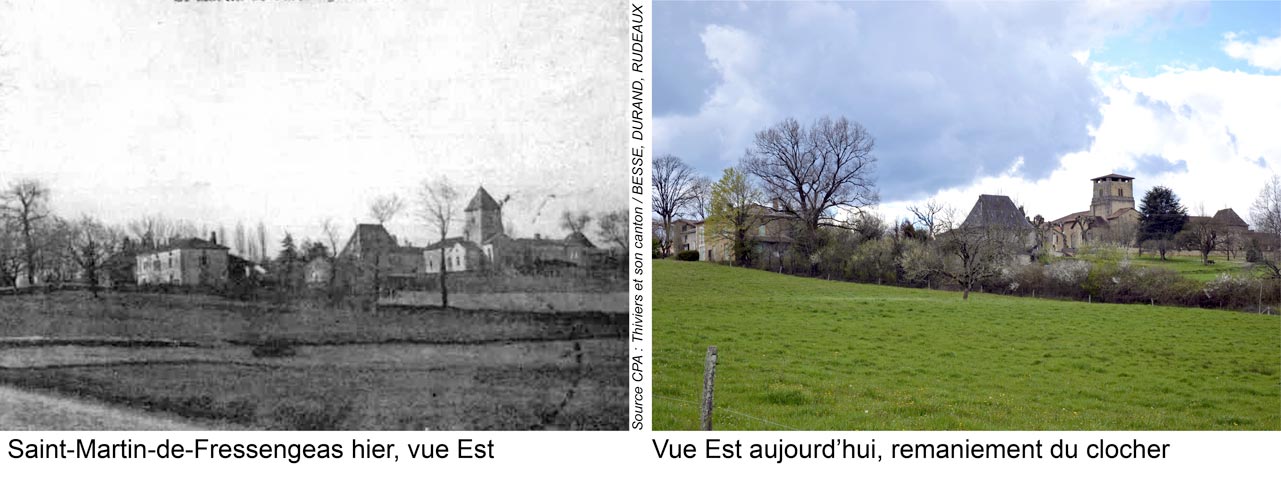 Source CPA : Thiviers et son canton / BESSE, DURAND, RUDEAUX
Saint-Martin-de-Fressengeas hier, vue Est
Vue Est aujourd’hui, remaniement du clocher